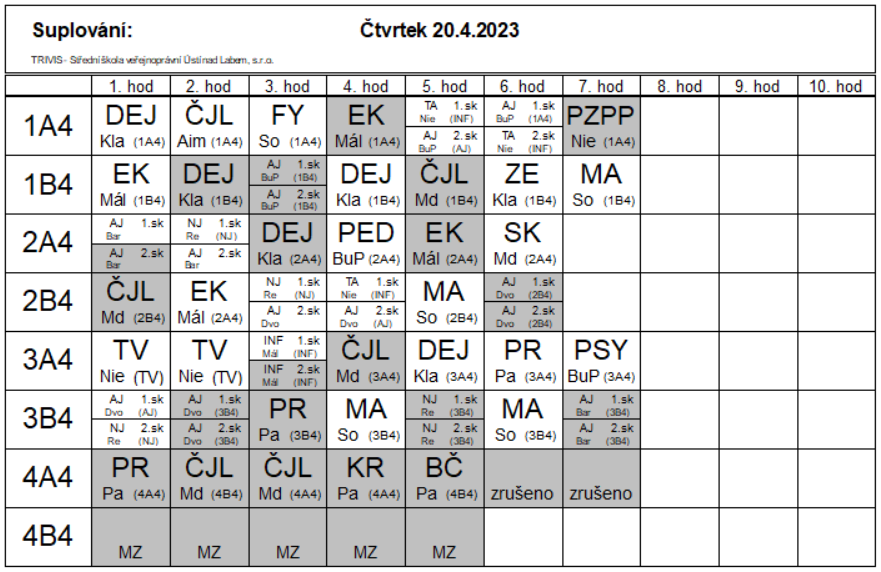 Suplování: Čtvrtek 20.4.2023
TRIVIS - Střední škola veřejnoprávní Ústí nad Labem, s.r.o.
1. hod 2. hod 3. hod 4. hod 5. hod 6. hod 7. hod 8. hod 9. hod 10. hod
1A4
DEJ
Kla (1A4)
ČJL
Aim (1A4)
FY
So (1A4)
EK
Mál (1A4)
TA 1.sk
Nie (INF)
AJ 2.sk
BuP (AJ)
AJ 1.sk
BuP (1A4)
TA 2.sk
Nie (INF)
PZPP
Nie (1A4)
1B4
EK
Mál (1B4)
DEJ
Kla (1B4)
AJ 1.sk
BuP (1B4)
AJ 2.sk
BuP (1B4)
DEJ
Kla (1B4)
ČJL
Md (1B4)
ZE
Kla (1B4)
MA
So (1B4)
2A4
AJ 1.sk
Bar
AJ 2.sk
Bar
NJ 1.sk
Re (NJ)
AJ 2.sk
Bar
DEJ
Kla (2A4)
PED
BuP (2A4)
EK
Mál (2A4)
SK
Md (2A4)
2B4
ČJL
Md (2B4)
EK
Mál (2A4)
NJ 1.sk
Re (NJ)
AJ 2.sk
Dvo
TA 1.sk
Nie (INF)
AJ 2.sk
Dvo (AJ)
MA
So (2B4)
AJ 1.sk
Dvo (2B4)
AJ 2.sk
Dvo (2B4)
3A4
TV
Nie (TV)
TV
Nie (TV)
INF 1.sk
Mál (INF)
INF 2.sk
Mál (INF)
ČJL
Md (3A4)
DEJ
Kla (3A4)
PR
Pa (3A4)
PSY
BuP (3A4)
3B4
AJ 1.sk
Dvo (AJ)
NJ 2.sk
Re (NJ)
AJ 1.sk
Dvo (3B4)
AJ 2.sk
Dvo (3B4)
PR
Pa (3B4)
MA
So (3B4)
NJ 1.sk
Re (3B4)
NJ 2.sk
Re (3B4)
MA
So (3B4)
AJ 1.sk
Bar (3B4)
AJ 2.sk
Bar (3B4)
4A4
PR
Pa (4A4)
ČJL
Md (4B4)
ČJL
Md (4A4)
KR
Pa (4A4)
BČ
Pa (4B4)
zrušeno
zrušeno
4B4
MZ
MZ
MZ
MZ
MZ